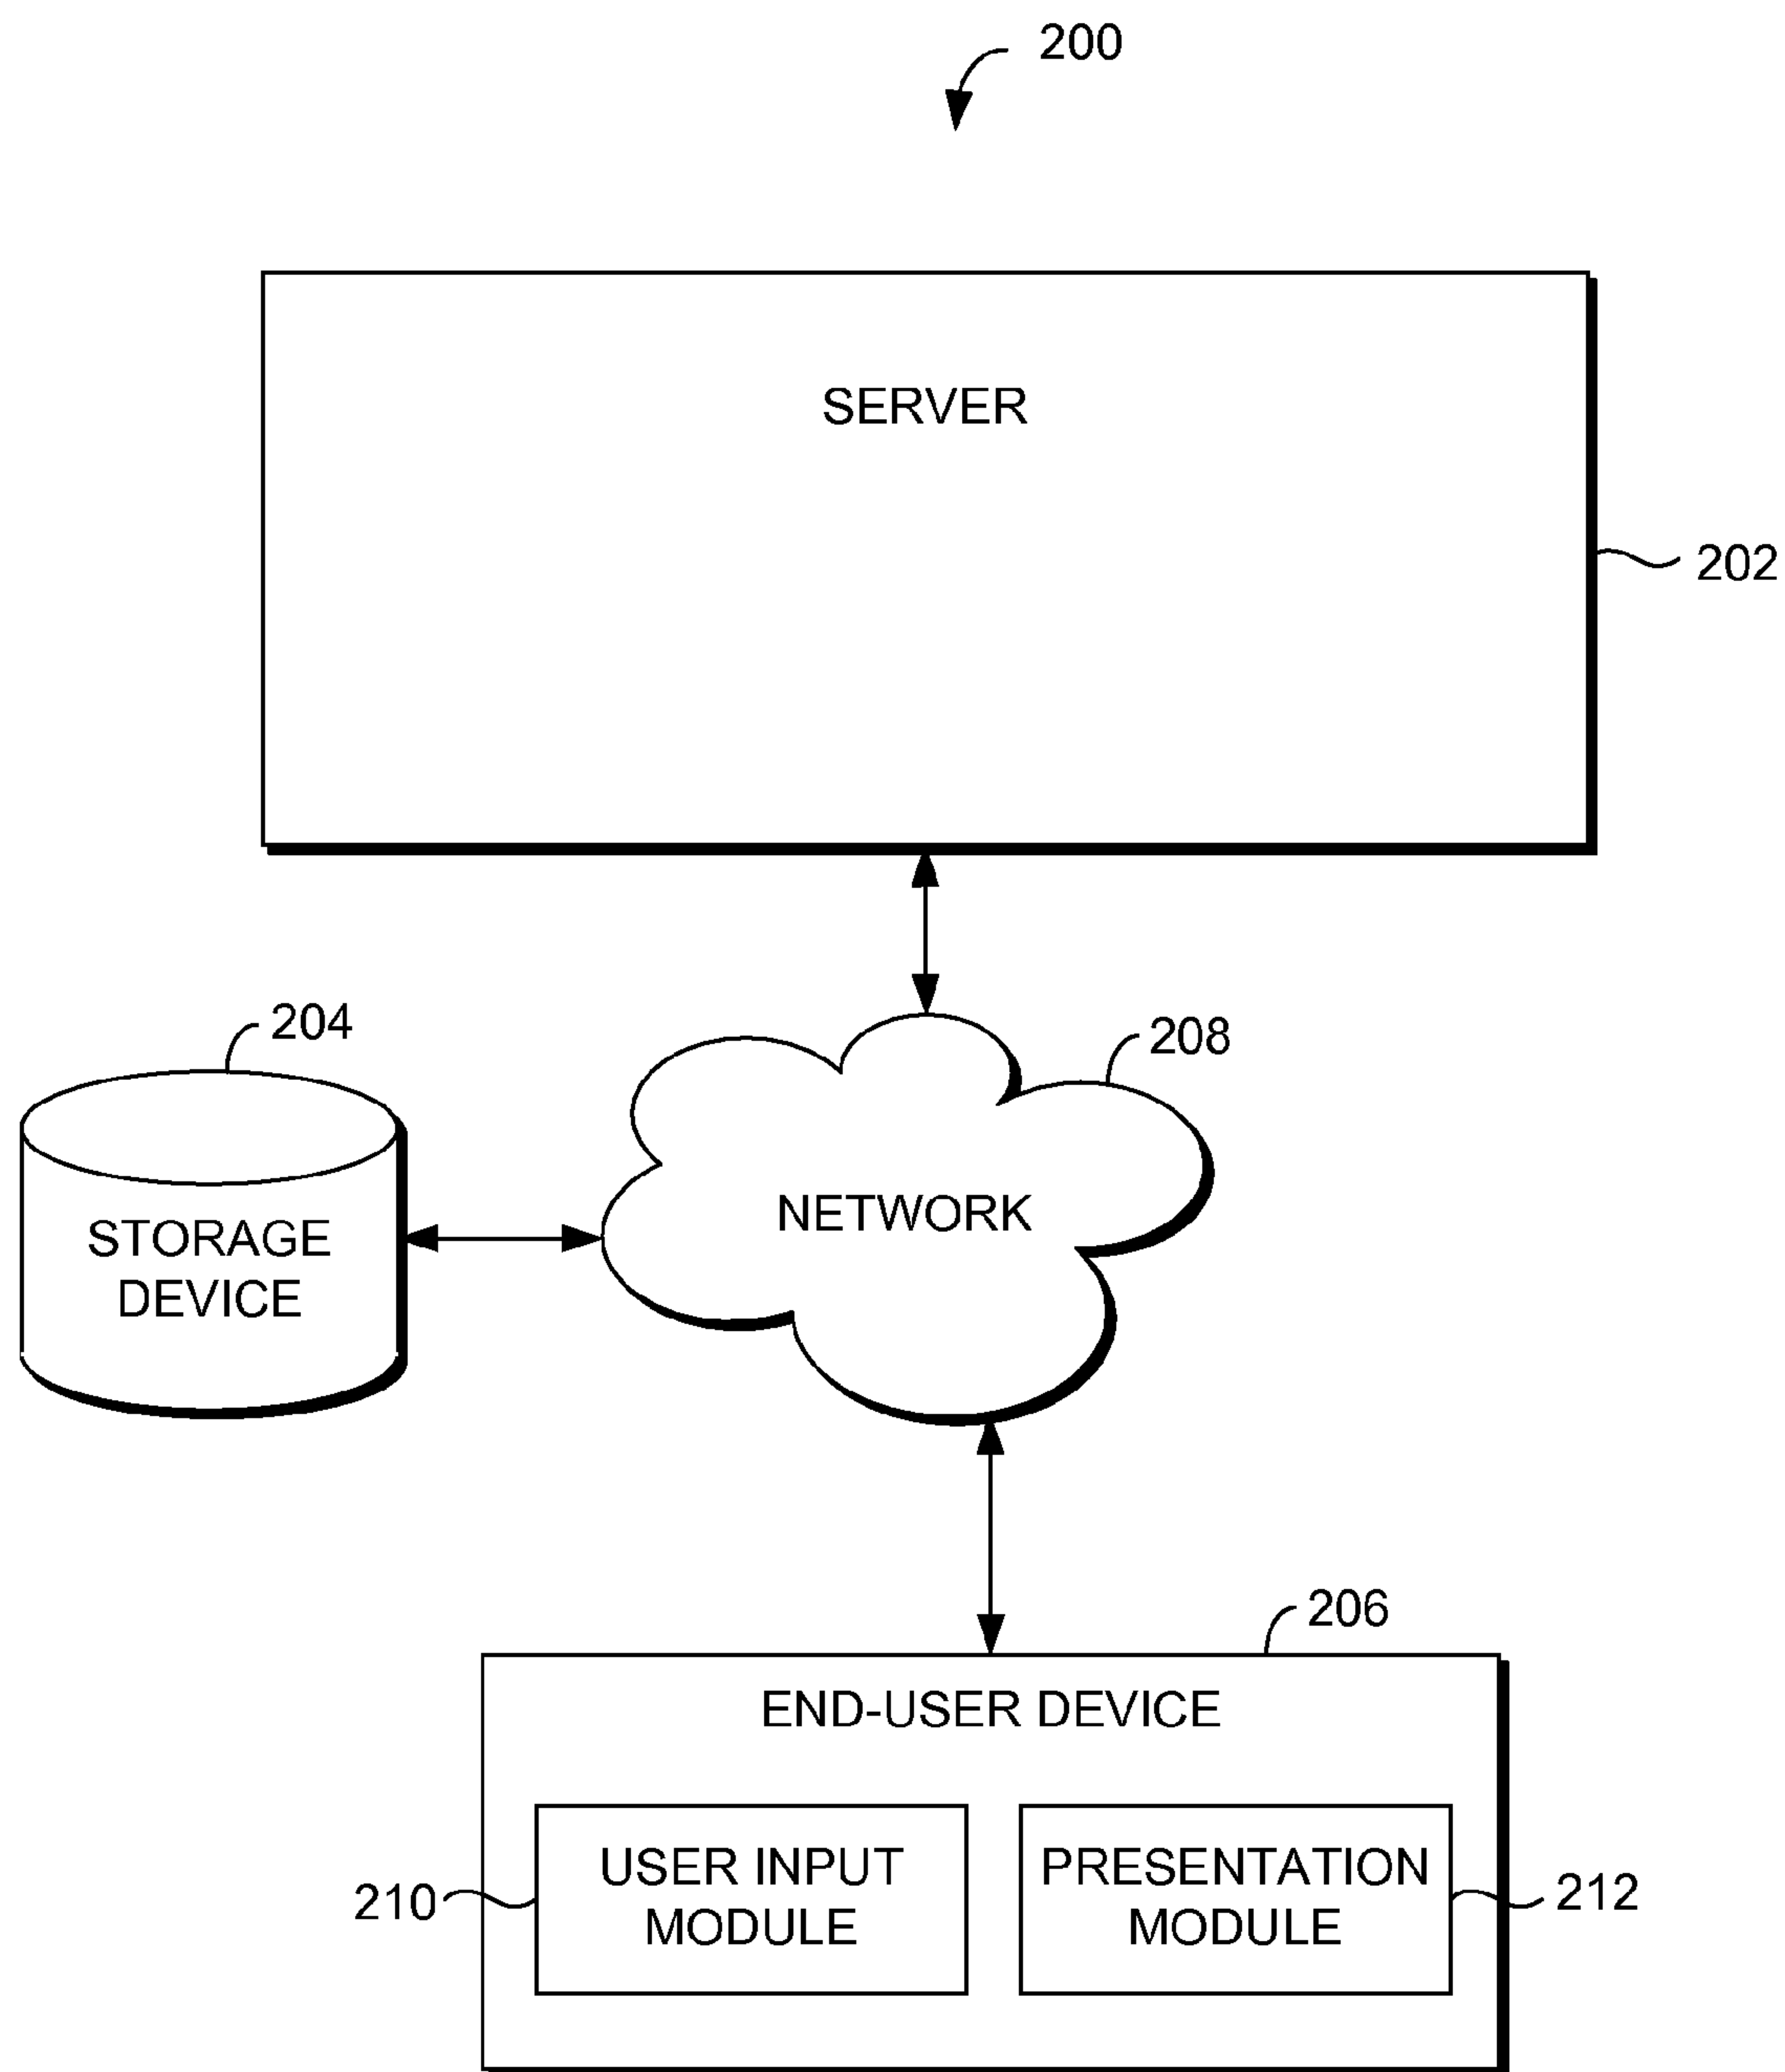 200
SERVER
202
204
208
STORAGE
DEVICE
NETWORK
206
END-USER DEVICE
USER INPUT
MODULE
PRESENTATION
MODULE
210
212